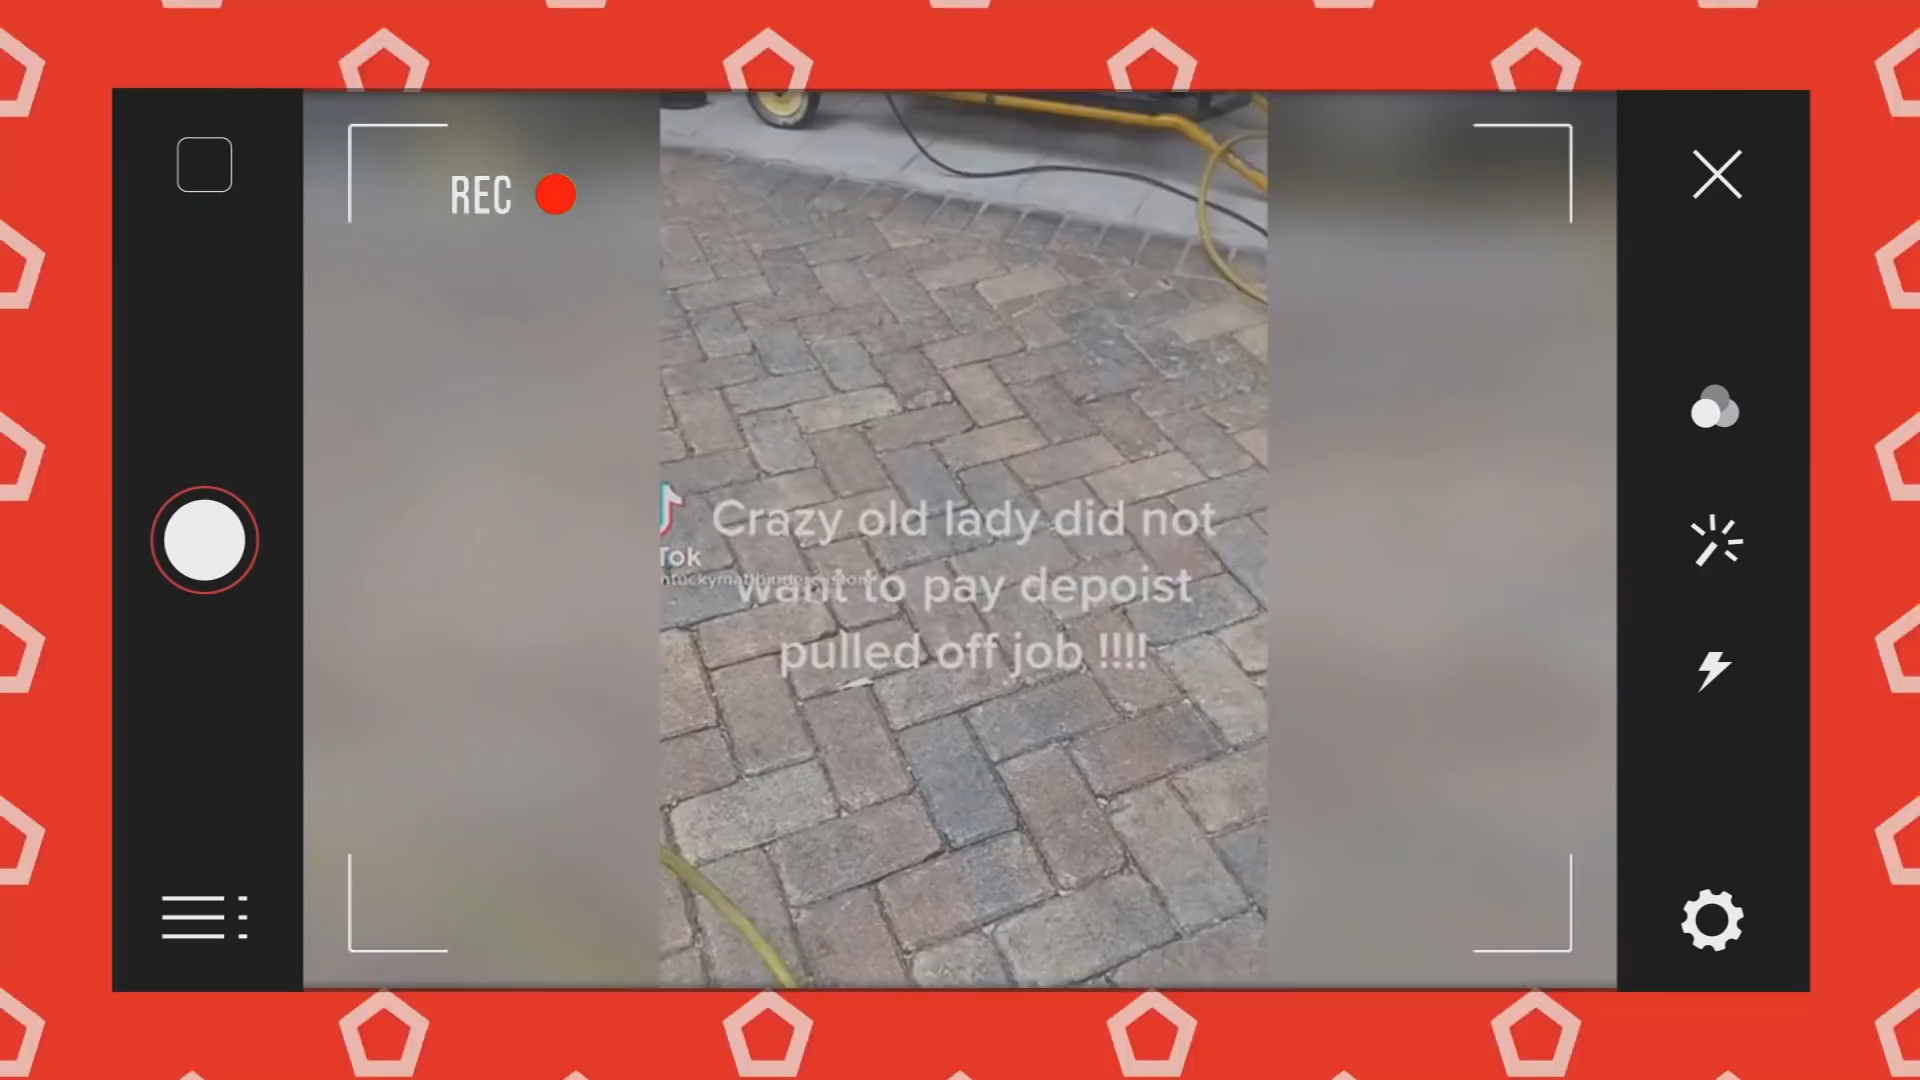 REC
Crazy old lady did not
Tok
want to pay depoist
pulled off job !!!!